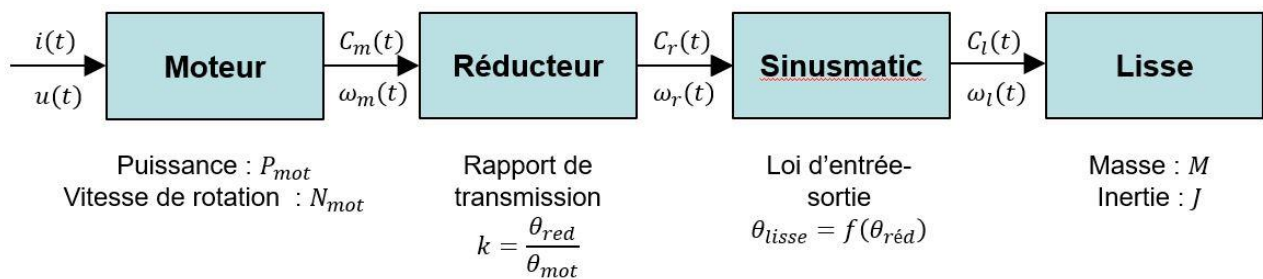 i(t)
u(t)
Moteur
C_m(t)
ω_m(t)
Réducteur
C_r(t)
ω_r(t)
Sinusmatic
C_l(t)
ω_l(t)
Lisse
Puissance : P_mot
Vitesse de rotation : N_mot
Rapport de
transmission
k = θ_red / θ_mot
Loi d’entrée-
sortie
θ_lisse = f(θ_réd)
Masse : M
Inertie : J